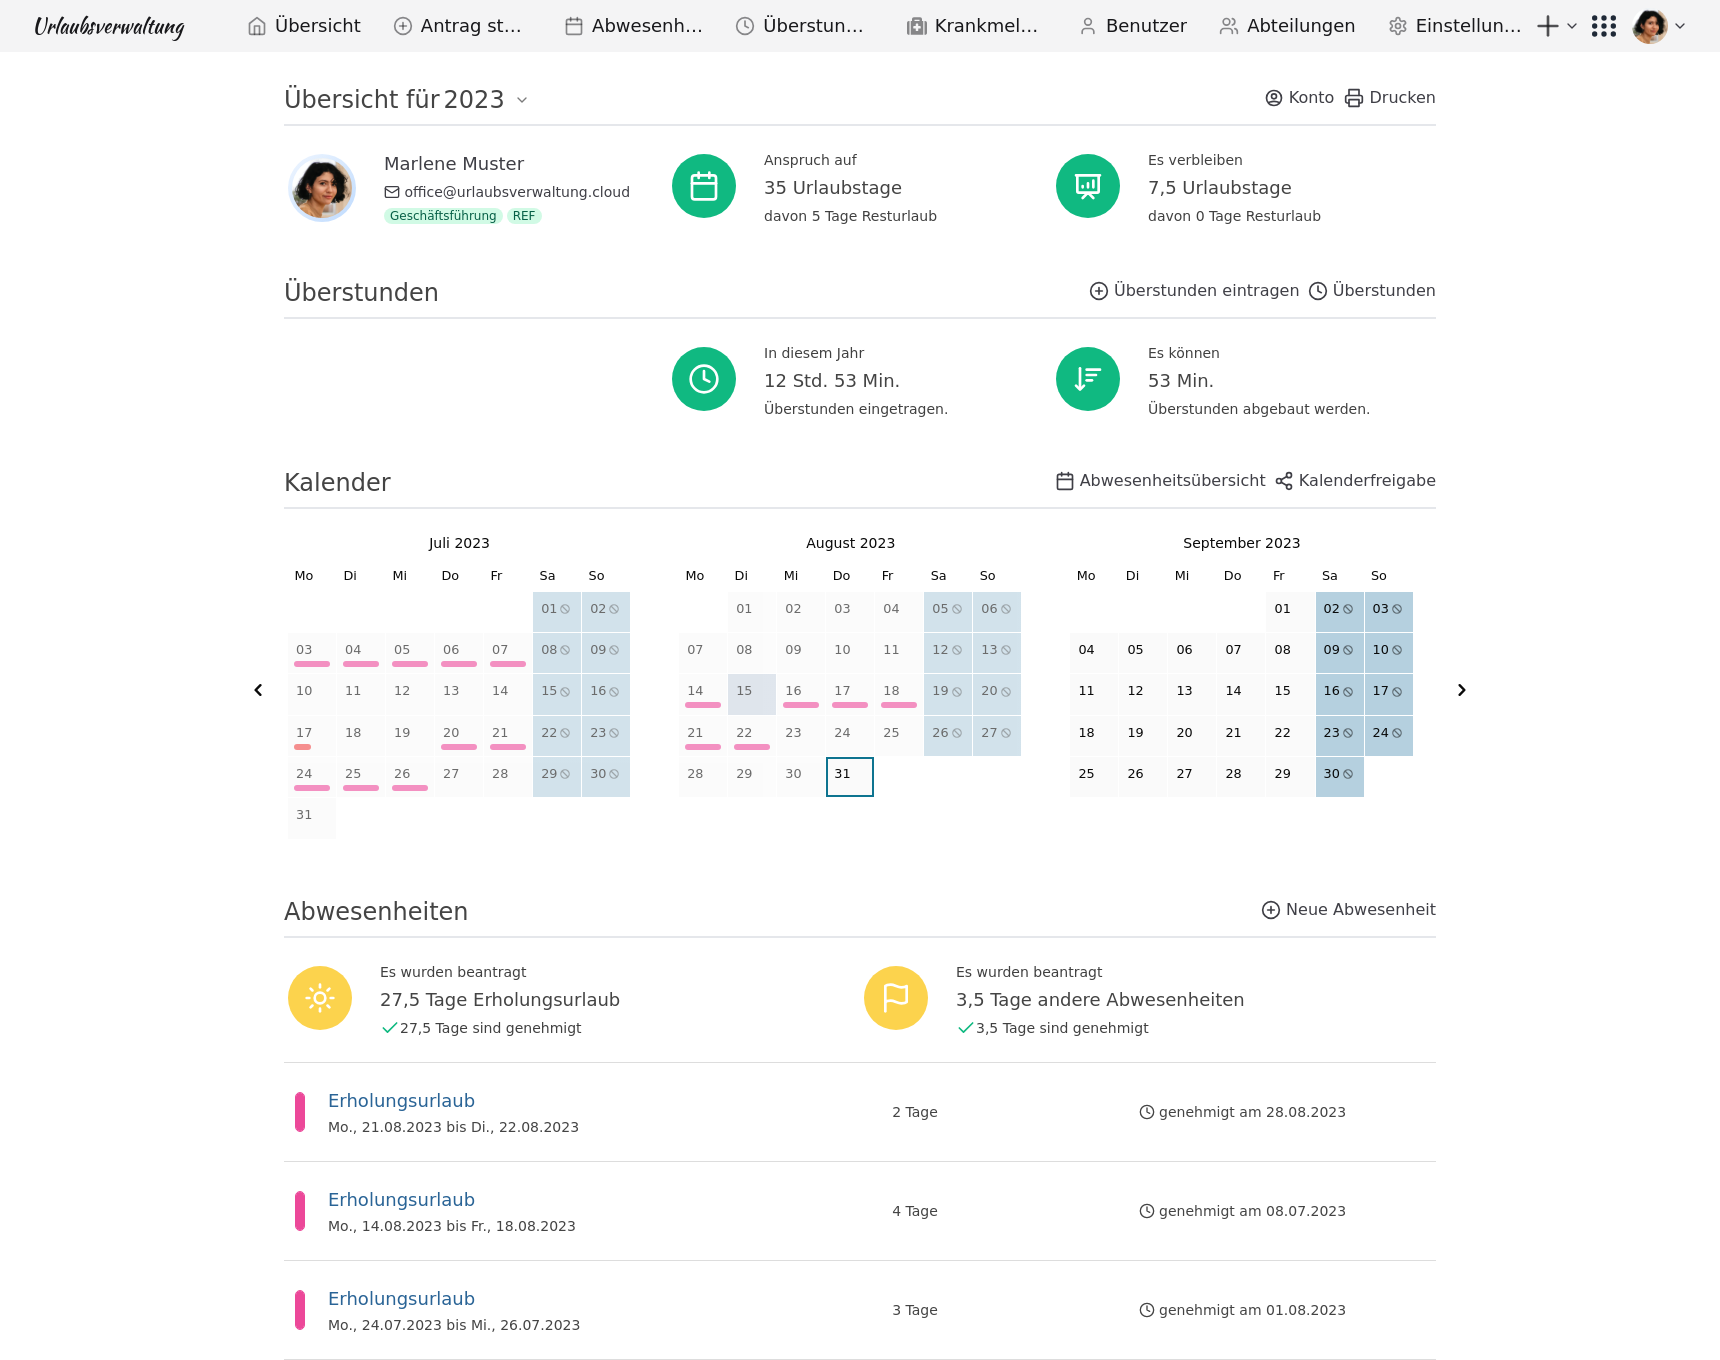 Urlaubsverwaltung Übersicht Antrag st... Abwesenh... Überstun... Krankmel... Benutzer Abteilungen Einstellun...
Übersicht für 2023 Konto Drucken
Marlene Muster
office@urlaubsverwaltung.cloud
Geschäftsführung REF
Anspruch auf
35 Urlaubstage
davon 5 Tage Resturlaub
Es verbleiben
7,5 Urlaubstage
davon 0 Tage Resturlaub
Überstunden Überstunden eintragen Überstunden
In diesem Jahr
12 Std. 53 Min.
Überstunden eingetragen.
Es können
53 Min.
Überstunden abgebaut werden.
Kalender Abwesenheitsübersicht Kalenderfreigabe
Juli 2023
Mo Di Mi Do Fr Sa So
01 02
03 04 05 06 07 08 09
10 11 12 13 14 15 16
17 18 19 20 21 22 23
24 25 26 27 28 29 30
31
August 2023
Mo Di Mi Do Fr Sa So
01 02 03 04 05 06
07 08 09 10 11 12 13
14 15 16 17 18 19 20
21 22 23 24 25 26 27
28 29 30 31
September 2023
Mo Di Mi Do Fr Sa So
01 02 03
04 05 06 07 08 09 10
11 12 13 14 15 16 17
18 19 20 21 22 23 24
25 26 27 28 29 30
Abwesenheiten Neue Abwesenheit
Es wurden beantragt
27,5 Tage Erholungsurlaub
27,5 Tage sind genehmigt
Es wurden beantragt
3,5 Tage andere Abwesenheiten
3,5 Tage sind genehmigt
Erholungsurlaub
Mo., 21.08.2023 bis Di., 22.08.2023
2 Tage
genehmigt am 28.08.2023
Erholungsurlaub
Mo., 14.08.2023 bis Fr., 18.08.2023
4 Tage
genehmigt am 08.07.2023
Erholungsurlaub
Mo., 24.07.2023 bis Mi., 26.07.2023
3 Tage
genehmigt am 01.08.2023